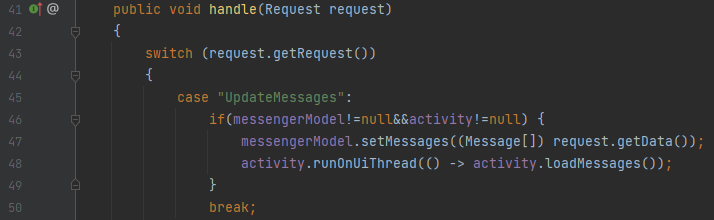 41 @ public void handle(Request request)
42 {
43 switch (request.getRequest())
44 {
45 case "UpdateMessages":
46 if(messengerModel!=null&&activity!=null) {
47 messengerModel.setMessages((Message[]) request.getData());
48 activity.runOnUiThread(() -> activity.loadMessages());
49 }
50 break;